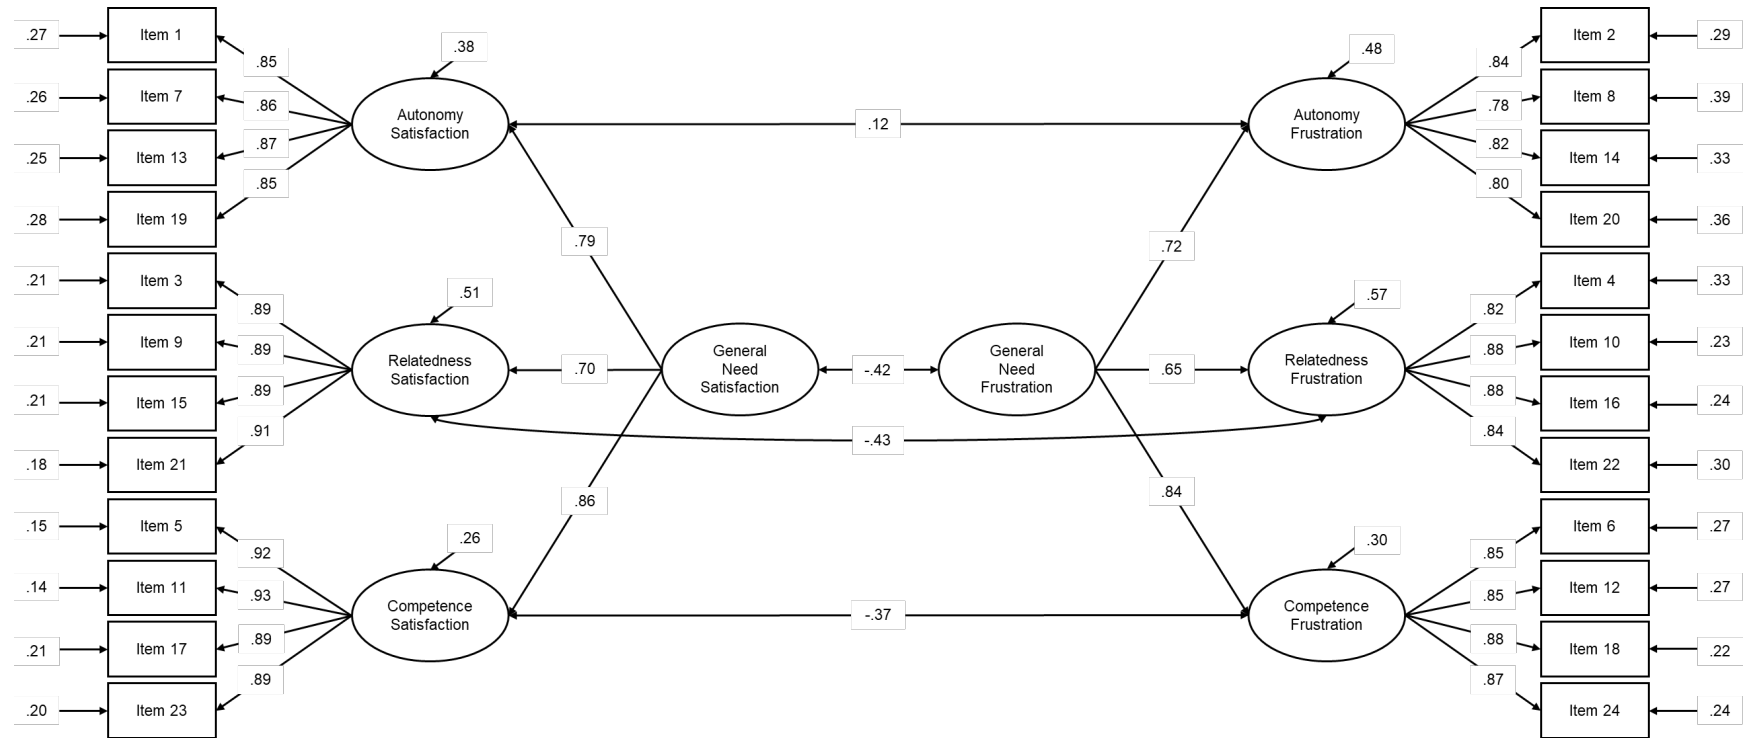 .27
Item 1
.85
.38
Autonomy
Satisfaction
.26
Item 7
.86
.25
Item 13
.87
.28
Item 19
.85
.12
.48
Autonomy
Frustration
.84
Item 2
.29
.78
Item 8
.39
.82
Item 14
.33
.80
Item 20
.36
.79
.72
.21
Item 3
.89
.51
Relatedness
Satisfaction
.21
Item 9
.89
.21
Item 15
.89
.18
Item 21
.91
.70
General
Need
Satisfaction
-.42
General
Need
Frustration
.65
.57
Relatedness
Frustration
.82
Item 4
.33
.88
Item 10
.23
.88
Item 16
.24
.84
Item 22
.30
-.43
.86
.84
.15
Item 5
.92
.26
Competence
Satisfaction
.14
Item 11
.93
.21
Item 17
.89
.20
Item 23
.89
-.37
.30
Competence
Frustration
.85
Item 6
.27
.85
Item 12
.27
.88
Item 18
.22
.87
Item 24
.24